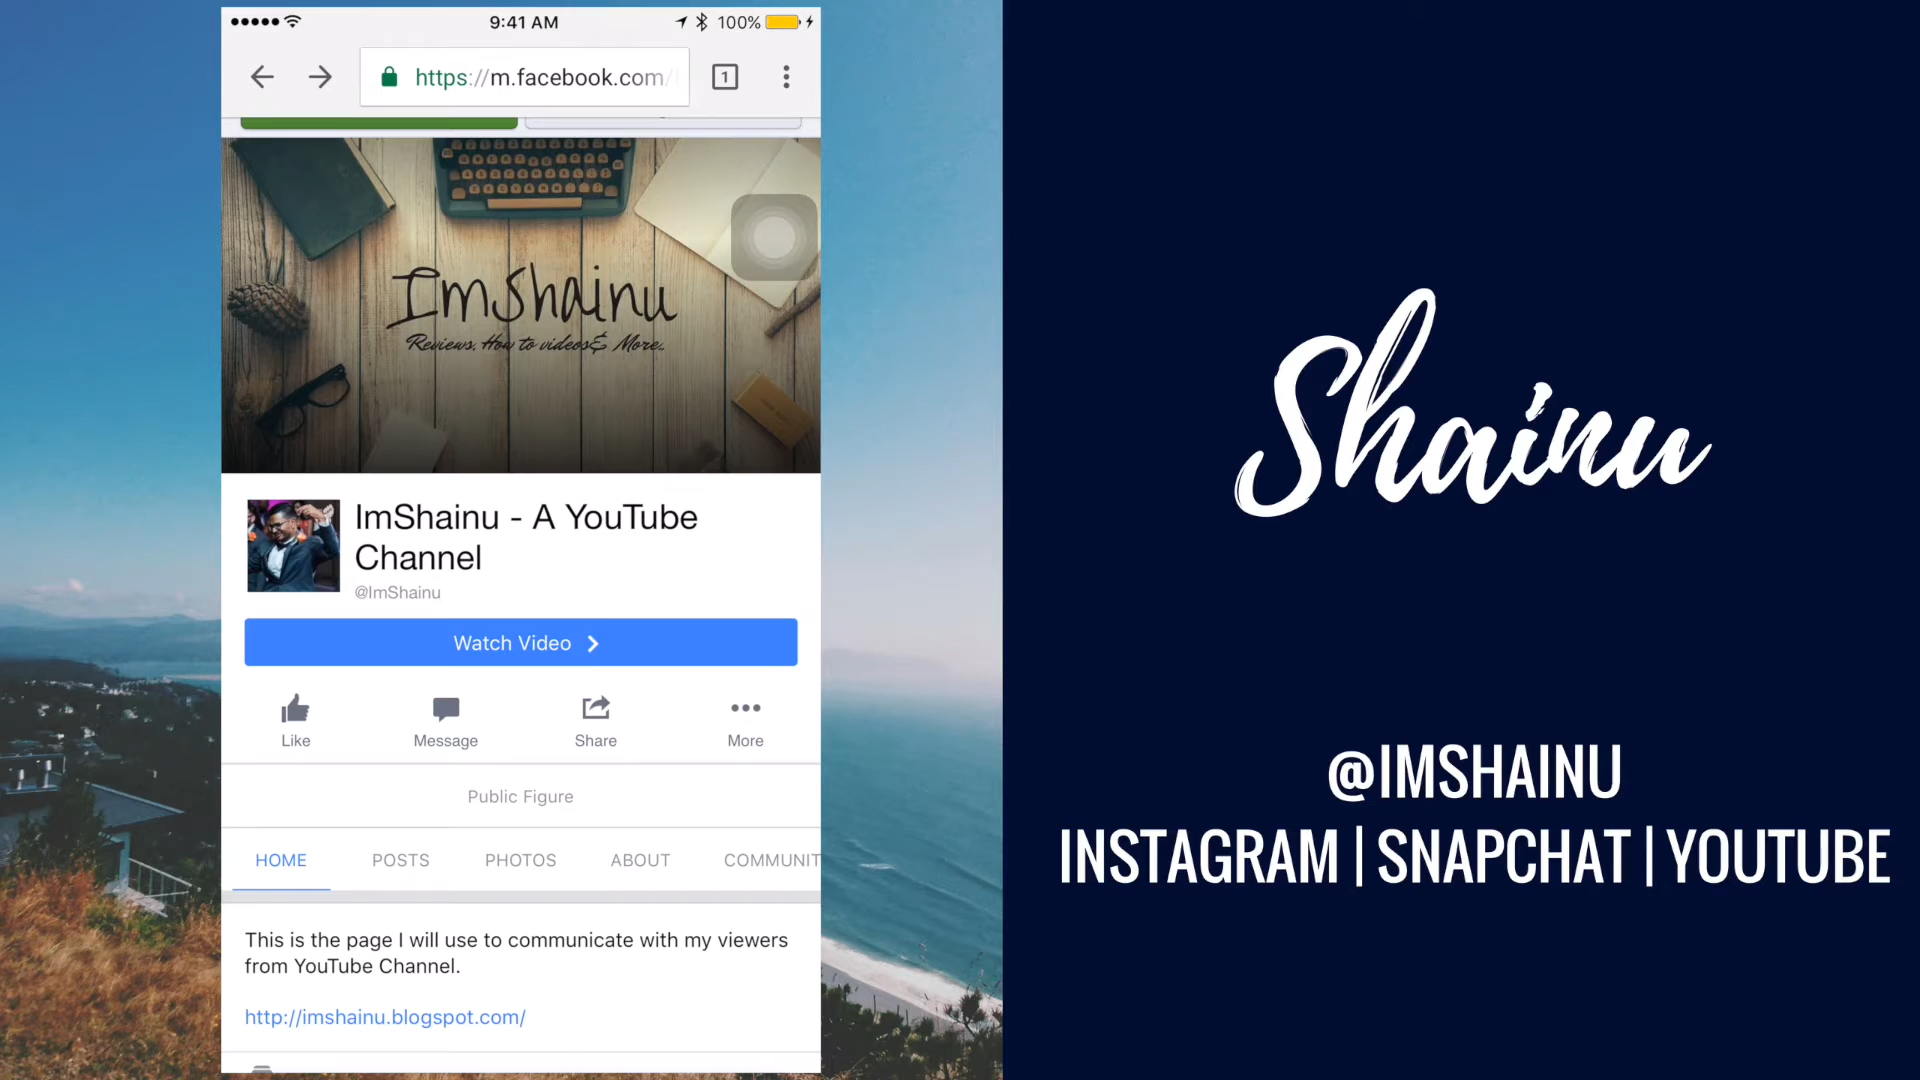 9:41 AM
100%
https://m.facebook.com/
1
ImShainu
Reviews, How to videos & More..
ImShainu - A YouTube
Channel
@ImShainu
Watch Video
Like
Message
Share
More
Public Figure
HOME
POSTS
PHOTOS
ABOUT
COMMUNIT
This is the page I will use to communicate with my viewers
from YouTube Channel.
http://imshainu.blogspot.com/
Shainu
@IMSHAINU
INSTAGRAM | SNAPCHAT | YOUTUBE